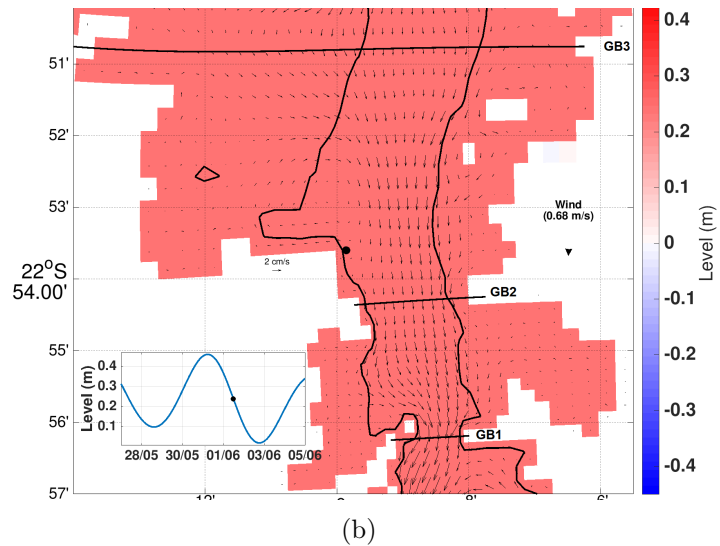 GB3
51'
52'
53'
22°S
54.00'
55'
56'
57'
Wind
(0.68 m/s)
2 cm/s
GB2
GB1
Level (m)
0.4
0.3
0.2
0.1
28/05 30/05 01/06 03/06 05/06
8'
6'
0.4
0.3
0.2
0.1
0
-0.1
-0.2
-0.3
-0.4
Level (m)
(b)